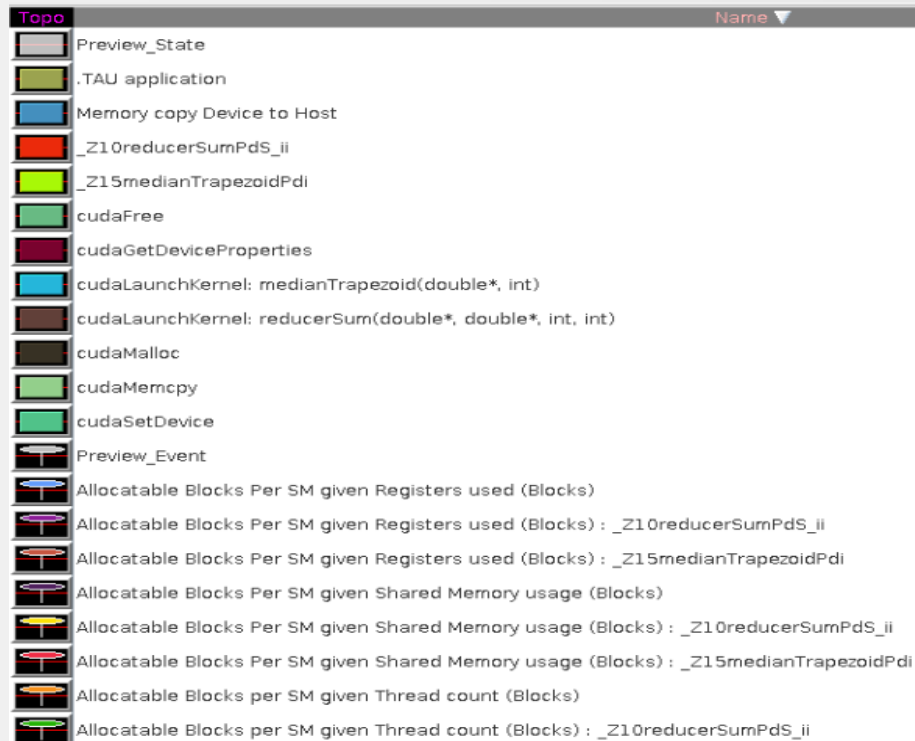 Topo Name
Preview_State
.TAU application
Memory copy Device to Host
_Z10reducerSumPdS_ii
_Z15medianTrapezoidPdi
cudaFree
cudaGetDeviceProperties
cudaLaunchKernel: medianTrapezoid(double*, int)
cudaLaunchKernel: reducerSum(double*, double*, int, int)
cudaMalloc
cudaMemcpy
cudaSetDevice
Preview_Event
Allocatable Blocks Per SM given Registers used (Blocks)
Allocatable Blocks Per SM given Registers used (Blocks) : _Z10reducerSumPdS_ii
Allocatable Blocks Per SM given Registers used (Blocks) : _Z15medianTrapezoidPdi
Allocatable Blocks Per SM given Shared Memory usage (Blocks)
Allocatable Blocks Per SM given Shared Memory usage (Blocks) : _Z10reducerSumPdS_ii
Allocatable Blocks Per SM given Shared Memory usage (Blocks) : _Z15medianTrapezoidPdi
Allocatable Blocks per SM given Thread count (Blocks)
Allocatable Blocks per SM given Thread count (Blocks) : _Z10reducerSumPdS_ii